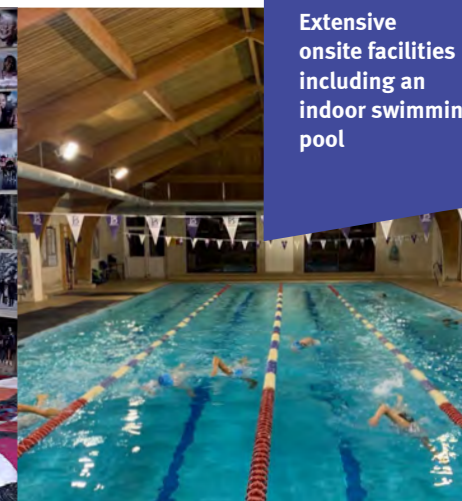 Extensive
onsite facilities
including an
indoor swimmin
pool